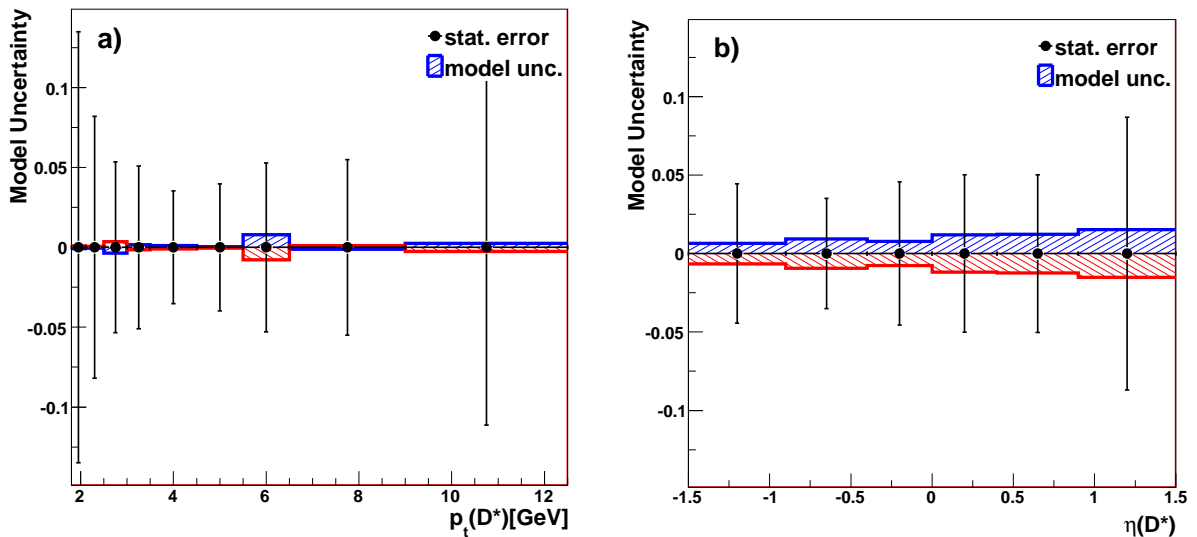 a)
stat. error
model unc.
Model Uncertainty
0.1
0.05
0
-0.05
-0.1
2 4 6 8 10 12
p_t(D*)[GeV]
b)
stat. error
model unc.
Model Uncertainty
0.1
0.05
0
-0.05
-0.1
-1.5 -1 -0.5 0 0.5 1 1.5
η(D*)